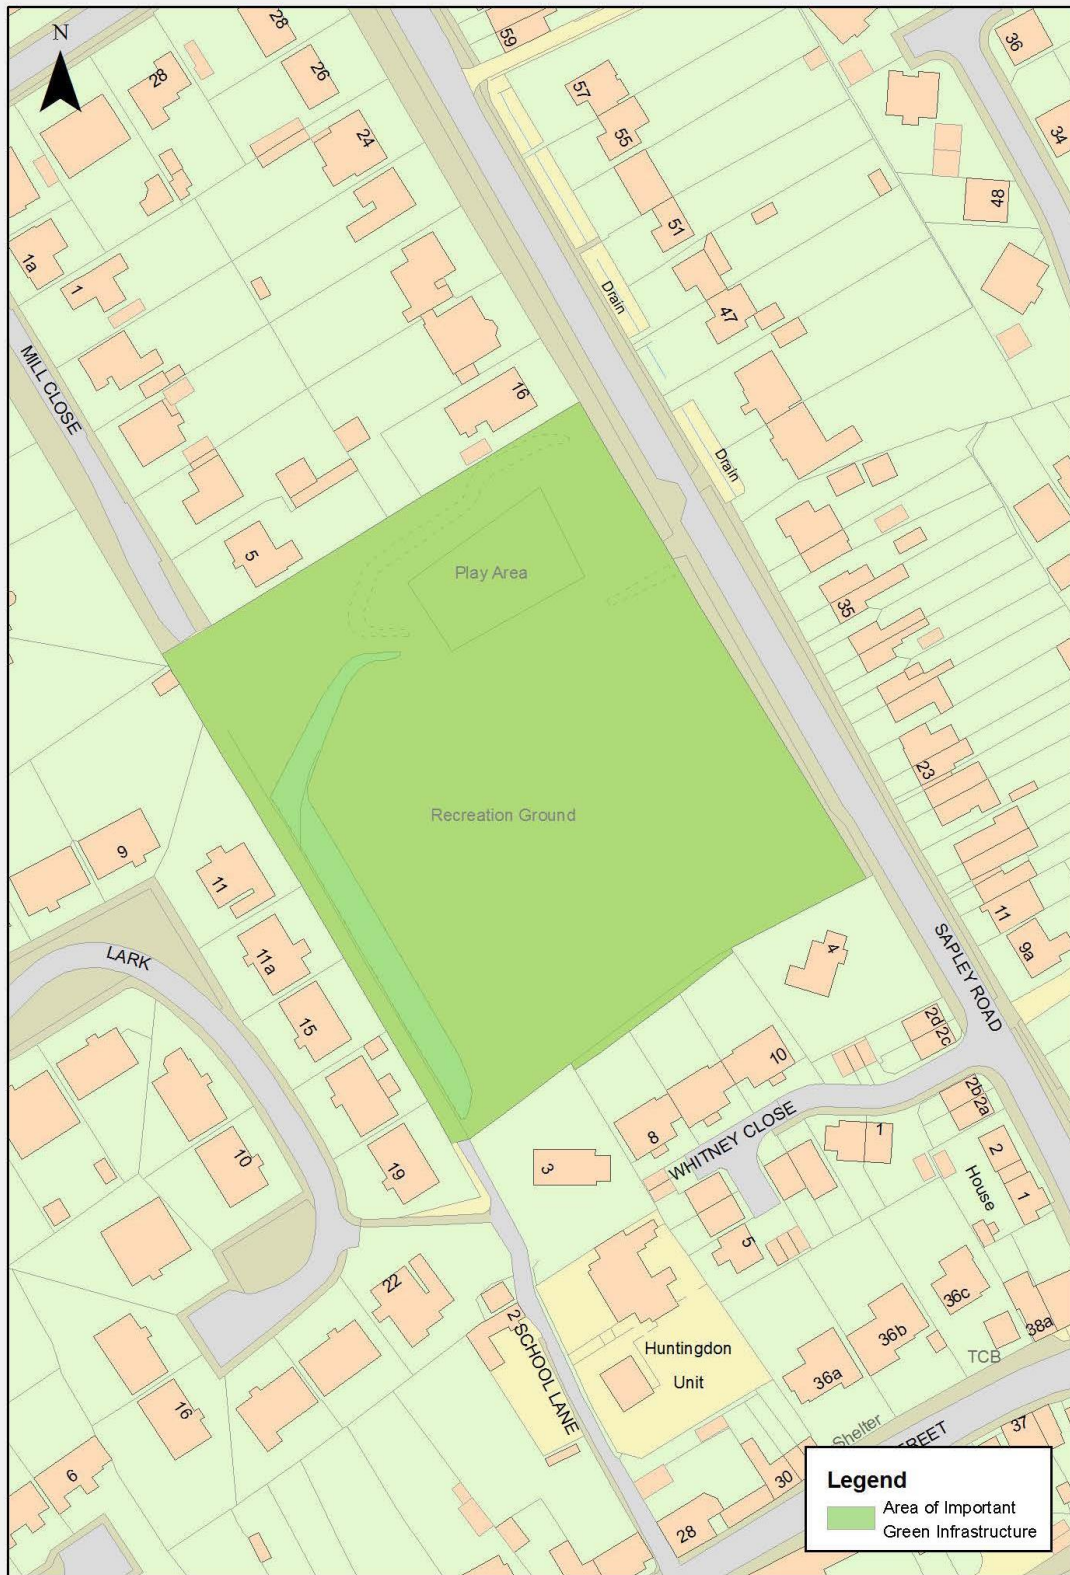 N
28
59
36
28
26
57
24
55
34
51
48
1a
1
Drain
47
MILL CLOSE
16
Drain
5
Play Area
35
23
Recreation Ground
9
11
11
9a
SAPLEY ROAD
4
LARK
11a
15
2d
2c
10
2b
2a
8
WHITNEY CLOSE
1
2
House
1
3
10
19
5
22
36c
2
SCHOOL LANE
Huntingdon
Unit
36b
38a
36a
TCB
16
Shelter
REET
37
6
30
28
Legend
Area of Important
Green Infrastructure